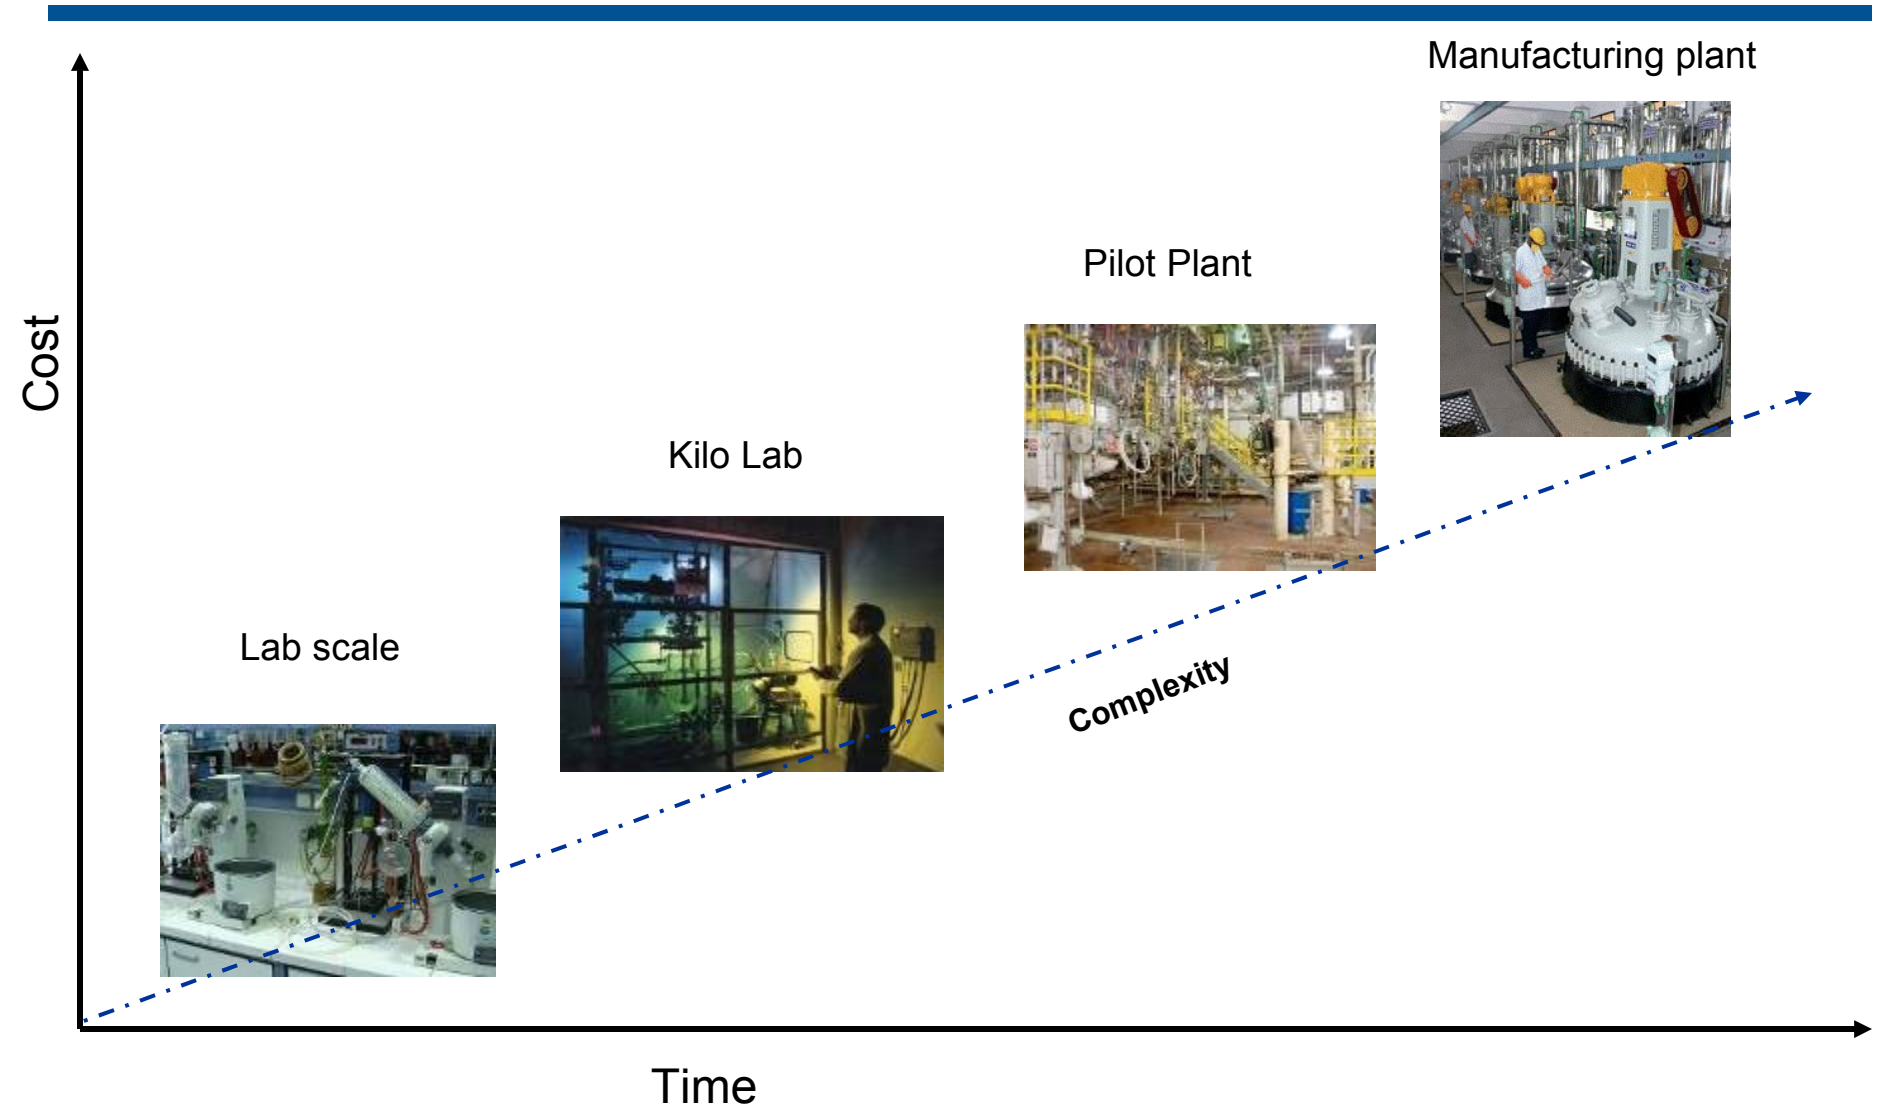 Manufacturing plant
Pilot Plant
Cost
Kilo Lab
Lab scale
Complexity
Time